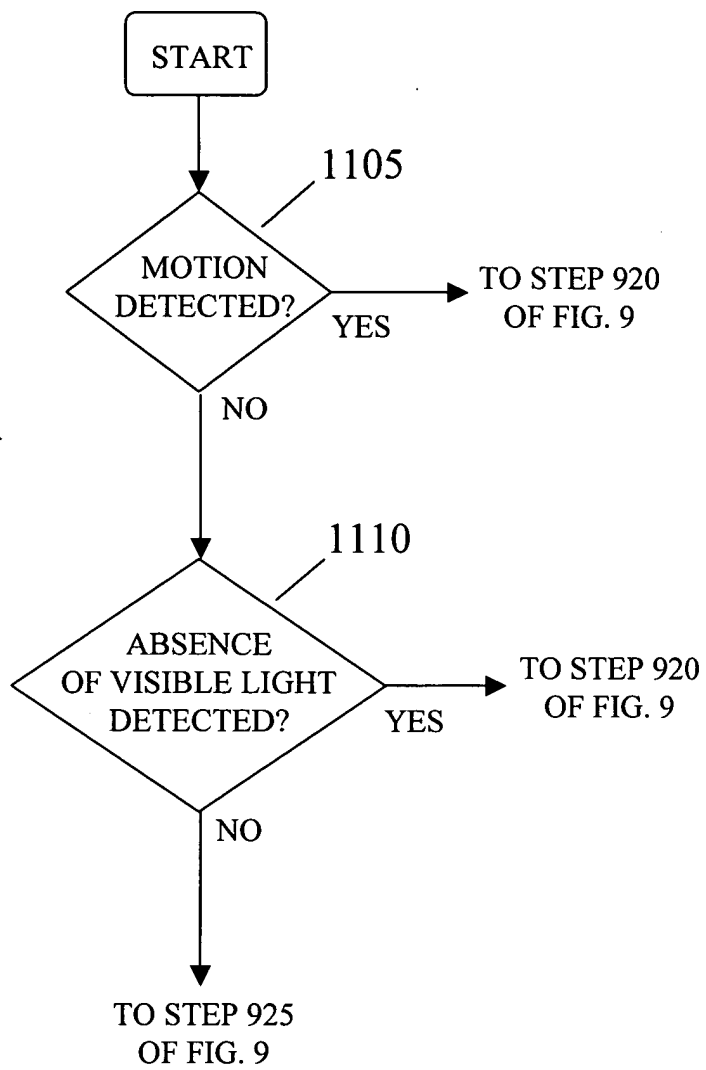 START
1105
MOTION
DETECTED?
TO STEP 920
OF FIG. 9
YES
NO
1110
ABSENCE
OF VISIBLE LIGHT
DETECTED?
TO STEP 920
OF FIG. 9
YES
NO
TO STEP 925
OF FIG. 9